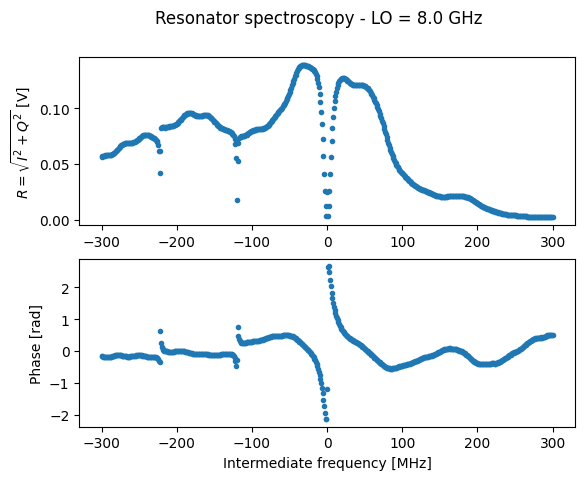 Resonator spectroscopy - LO = 8.0 GHz
R = √I² + Q² [V]
0.10
0.05
0.00
−300 −200 −100 0 100 200 300
Phase [rad]
2
1
0
−1
−2
−300 −200 −100 0 100 200 300
Intermediate frequency [MHz]